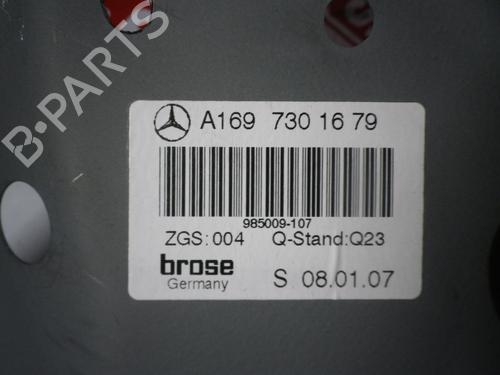 A169 730 16 79
985009-107
ZGS:004 Q-Stand:Q23
brose
Germany
S 08.01.07
B-PARTS